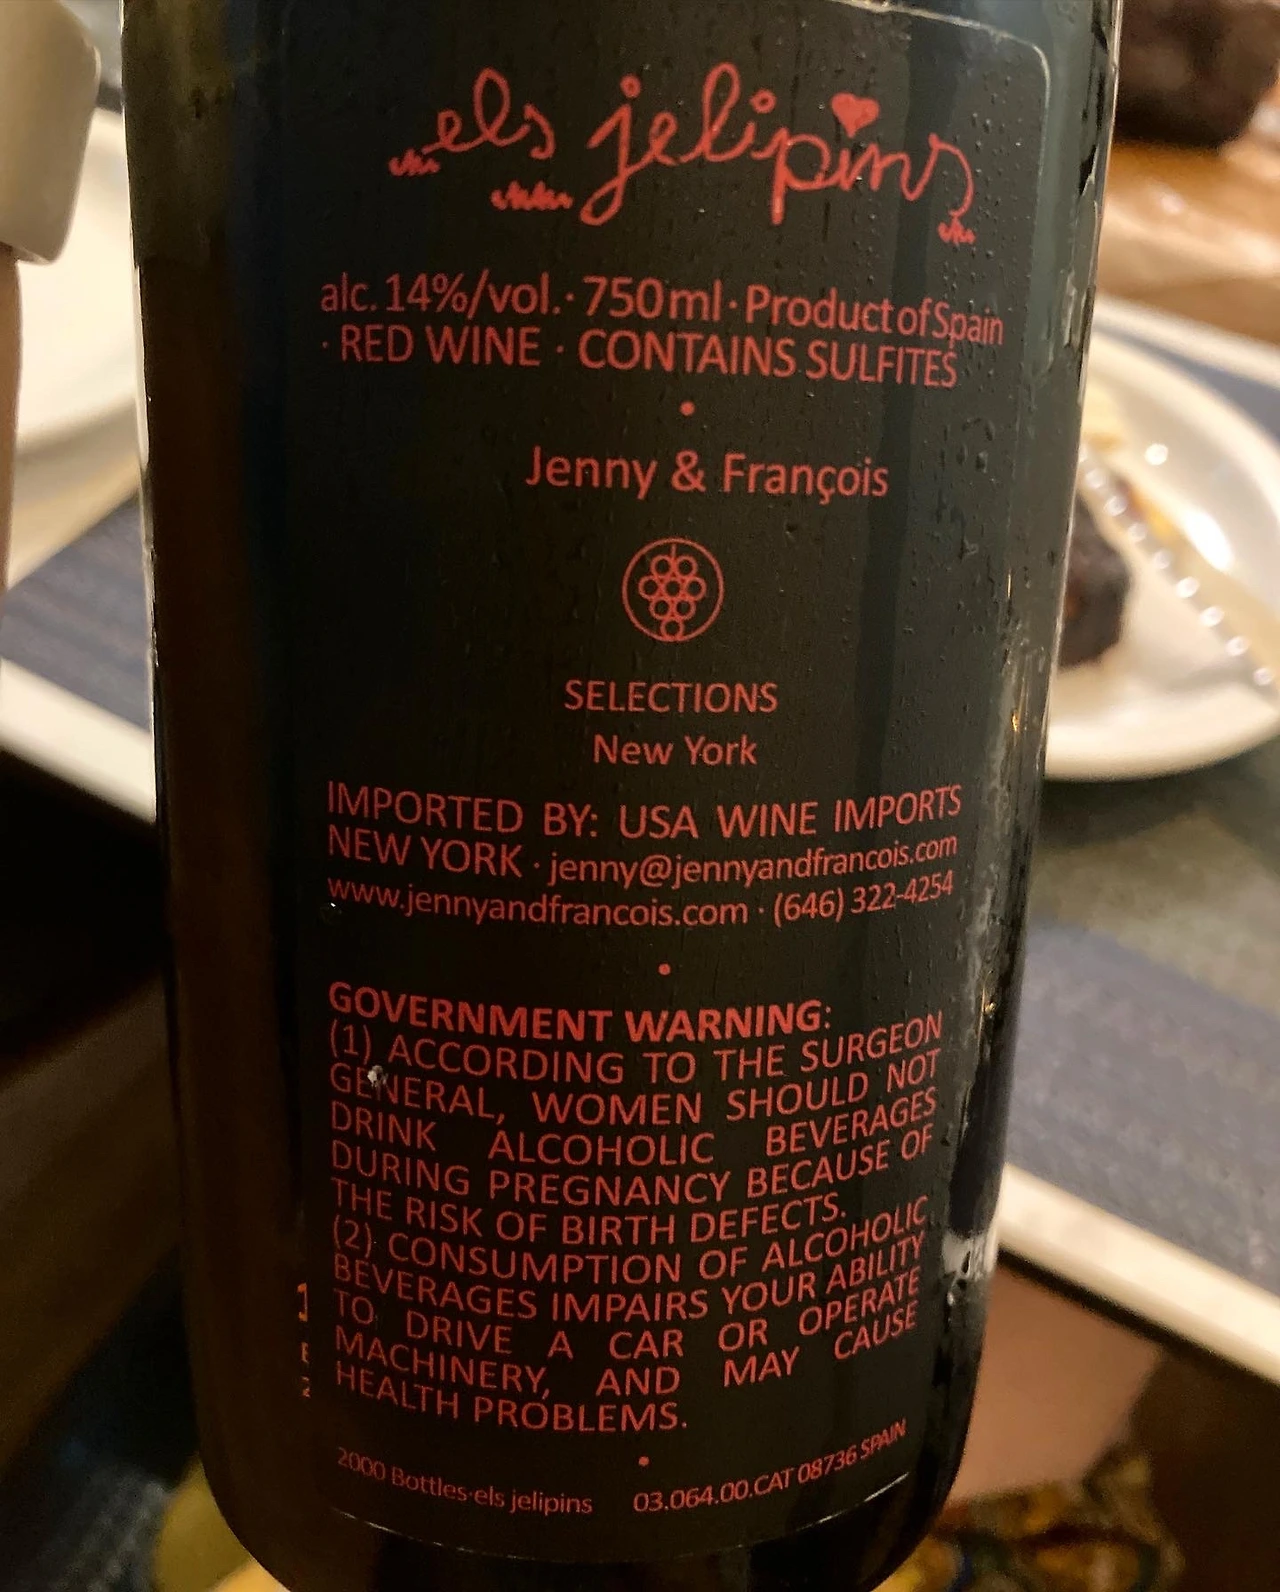 els jelipins
alc. 14%/vol. · 750ml · Product of Spain
· RED WINE · CONTAINS SULFITES
Jenny & François
SELECTIONS
New York
IMPORTED BY: USA WINE IMPORTS
NEW YORK · jenny@jennyandfrancois.com
www.jennyandfrancois.com · (646) 322-4254
GOVERNMENT WARNING:
(1) ACCORDING TO THE SURGEON
GENERAL, WOMEN SHOULD NOT
DRINK ALCOHOLIC BEVERAGES
DURING PREGNANCY BECAUSE OF
THE RISK OF BIRTH DEFECTS.
(2) CONSUMPTION OF ALCOHOLIC
BEVERAGES IMPAIRS YOUR ABILITY
TO DRIVE A CAR OR OPERATE
MACHINERY, AND MAY CAUSE
HEALTH PROBLEMS.
2000 Bottles·els jelipins 03.064.00.CAT 08736 SPAIN